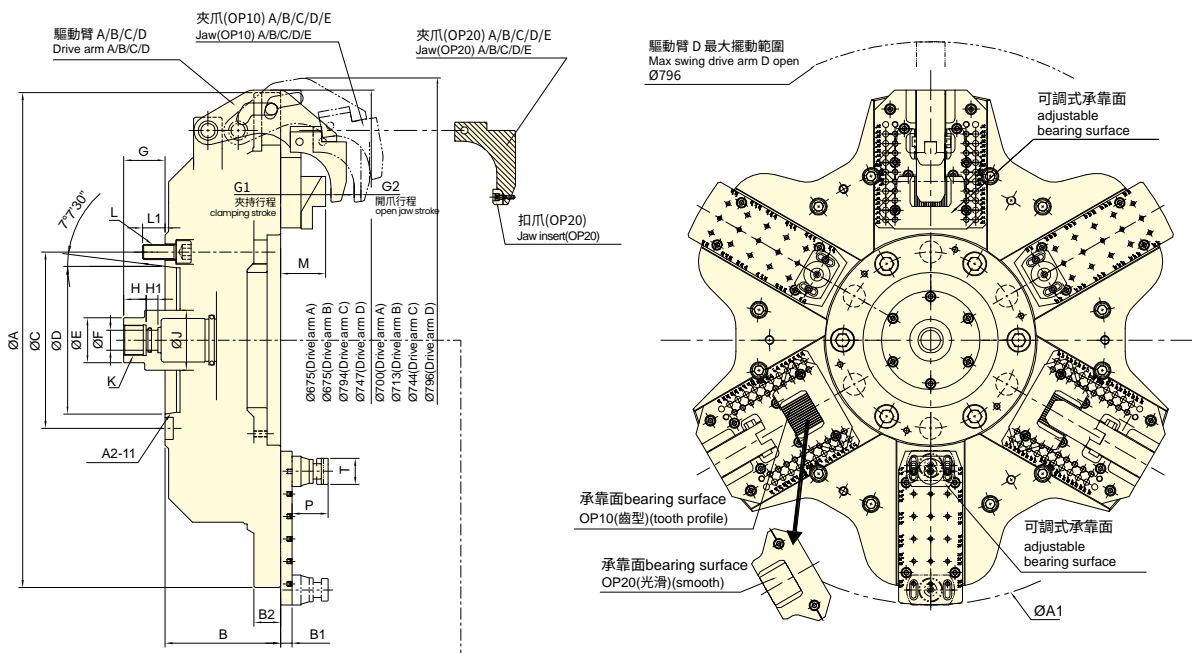 驅動臂 A/B/C/D
Drive arm A/B/C/D
夾爪(OP10) A/B/C/D/E
Jaw(OP10) A/B/C/D/E
夾爪(OP20) A/B/C/D/E
Jaw(OP20) A/B/C/D/E
G
G1
夾持行程
clamping stroke
G2
開爪行程
open jaw stroke
扣爪(OP20)
Jaw insert(OP20)
7°7'30"
L
L1
M
H
H1
ØA
ØC
ØD
ØE
ØF
ØJ
K
A2-11
Ø675(Drive arm A)
Ø675(Drive arm B)
Ø794(Drive arm C)
Ø747(Drive arm D)
Ø700(Drive arm A)
Ø713(Drive arm B)
Ø744(Drive arm C)
Ø796(Drive arm D)
T
P
B2
B
B1
驅動臂 D 最大擺動範圍
Max swing drive arm D open
Ø796
可調式承靠面
adjustable
bearing surface
承靠面bearing surface
OP10(齒型)(tooth profile)
承靠面bearing surface
OP20(光滑)(smooth)
可調式承靠面
adjustable
bearing surface
ØA1